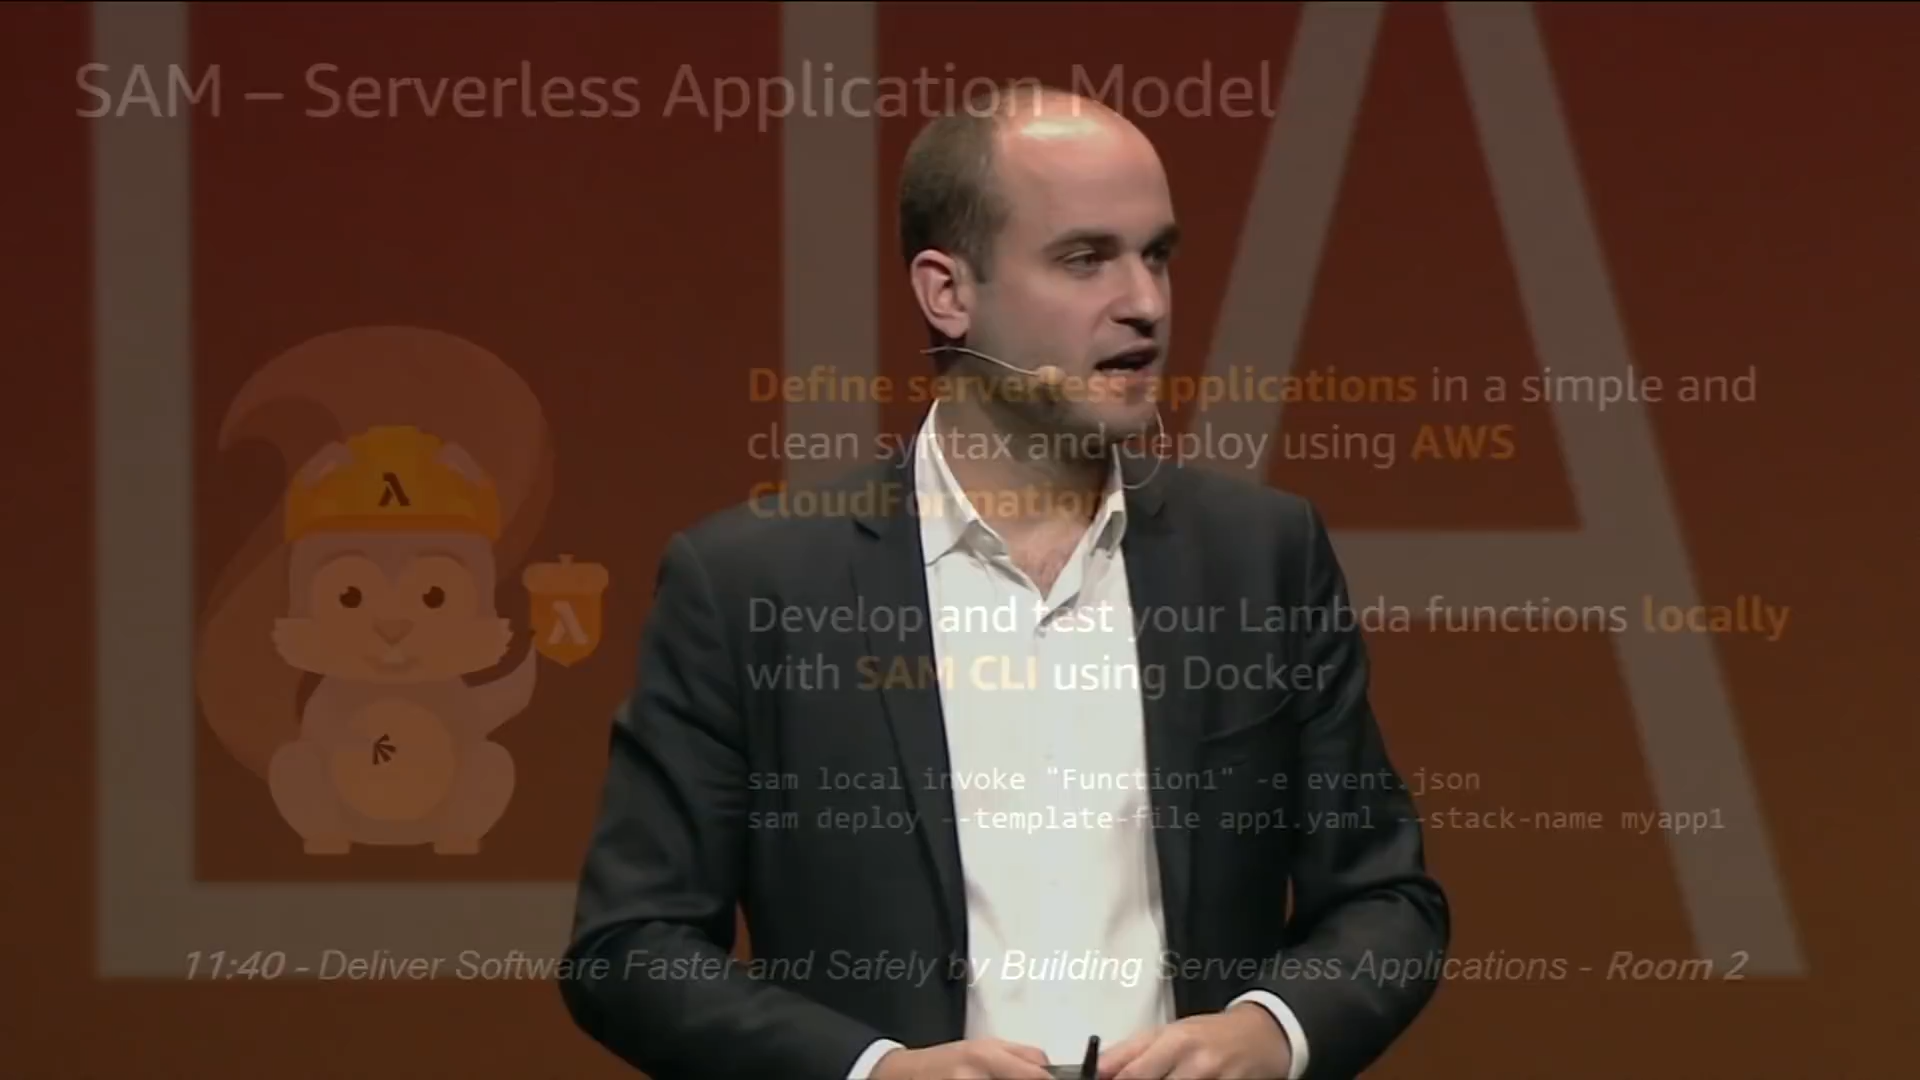 SAM – Serverless Application Model
Define serverless applications in a simple and
clean syntax and deploy using AWS
CloudFormation
Develop and test your Lambda functions locally
with SAM CLI using Docker
sam local invoke "Function1" -e event.json
sam deploy --template-file app1.yaml --stack-name myapp1
11:40 - Deliver Software Faster and Safely by Building Serverless Applications - Room 2